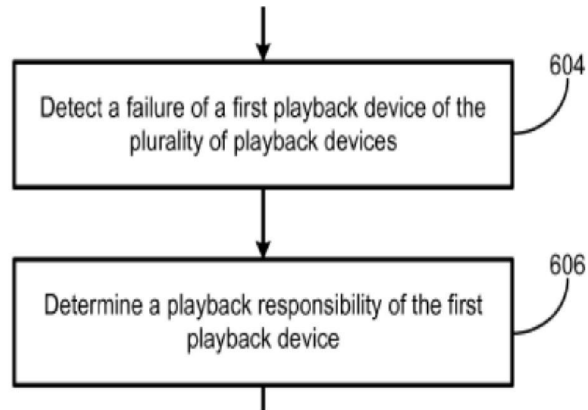 604
Detect a failure of a first playback device of the
plurality of playback devices
606
Determine a playback responsibility of the first
playback device